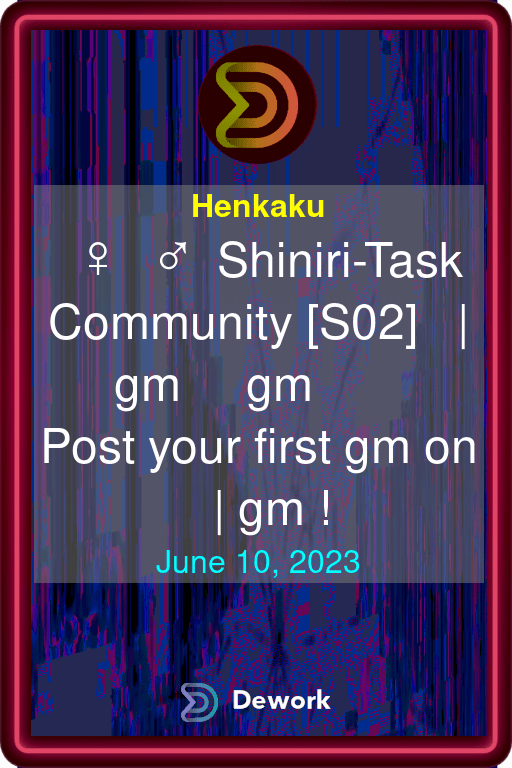 Henkaku
♀ ♂ Shiniri-Task
Community [S02] |
gm gm
Post your first gm on
| gm !
June 10, 2023
Dework